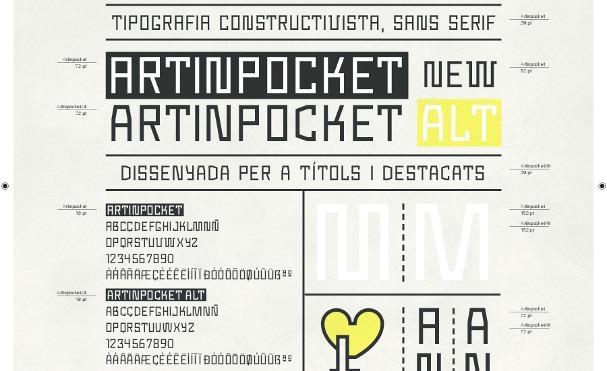 TIPOGRAFIA CONSTRUCTIVISTA, SANS SERIF
ARTINPOCKET NEW
ARTINPOCKET ALT
DISSENYADA PER A TÍTOLS I DESTACATS
ARTINPOCKET
ABCÇDEFGHIJKLMNÑ
OPQRSTUVWXYZ
1234567890
M M
ARTINPOCKET ALT
ABCÇDEFGHIJKLMNÑ
OPQRSTUVWXYZ
1234567890
A A
N N